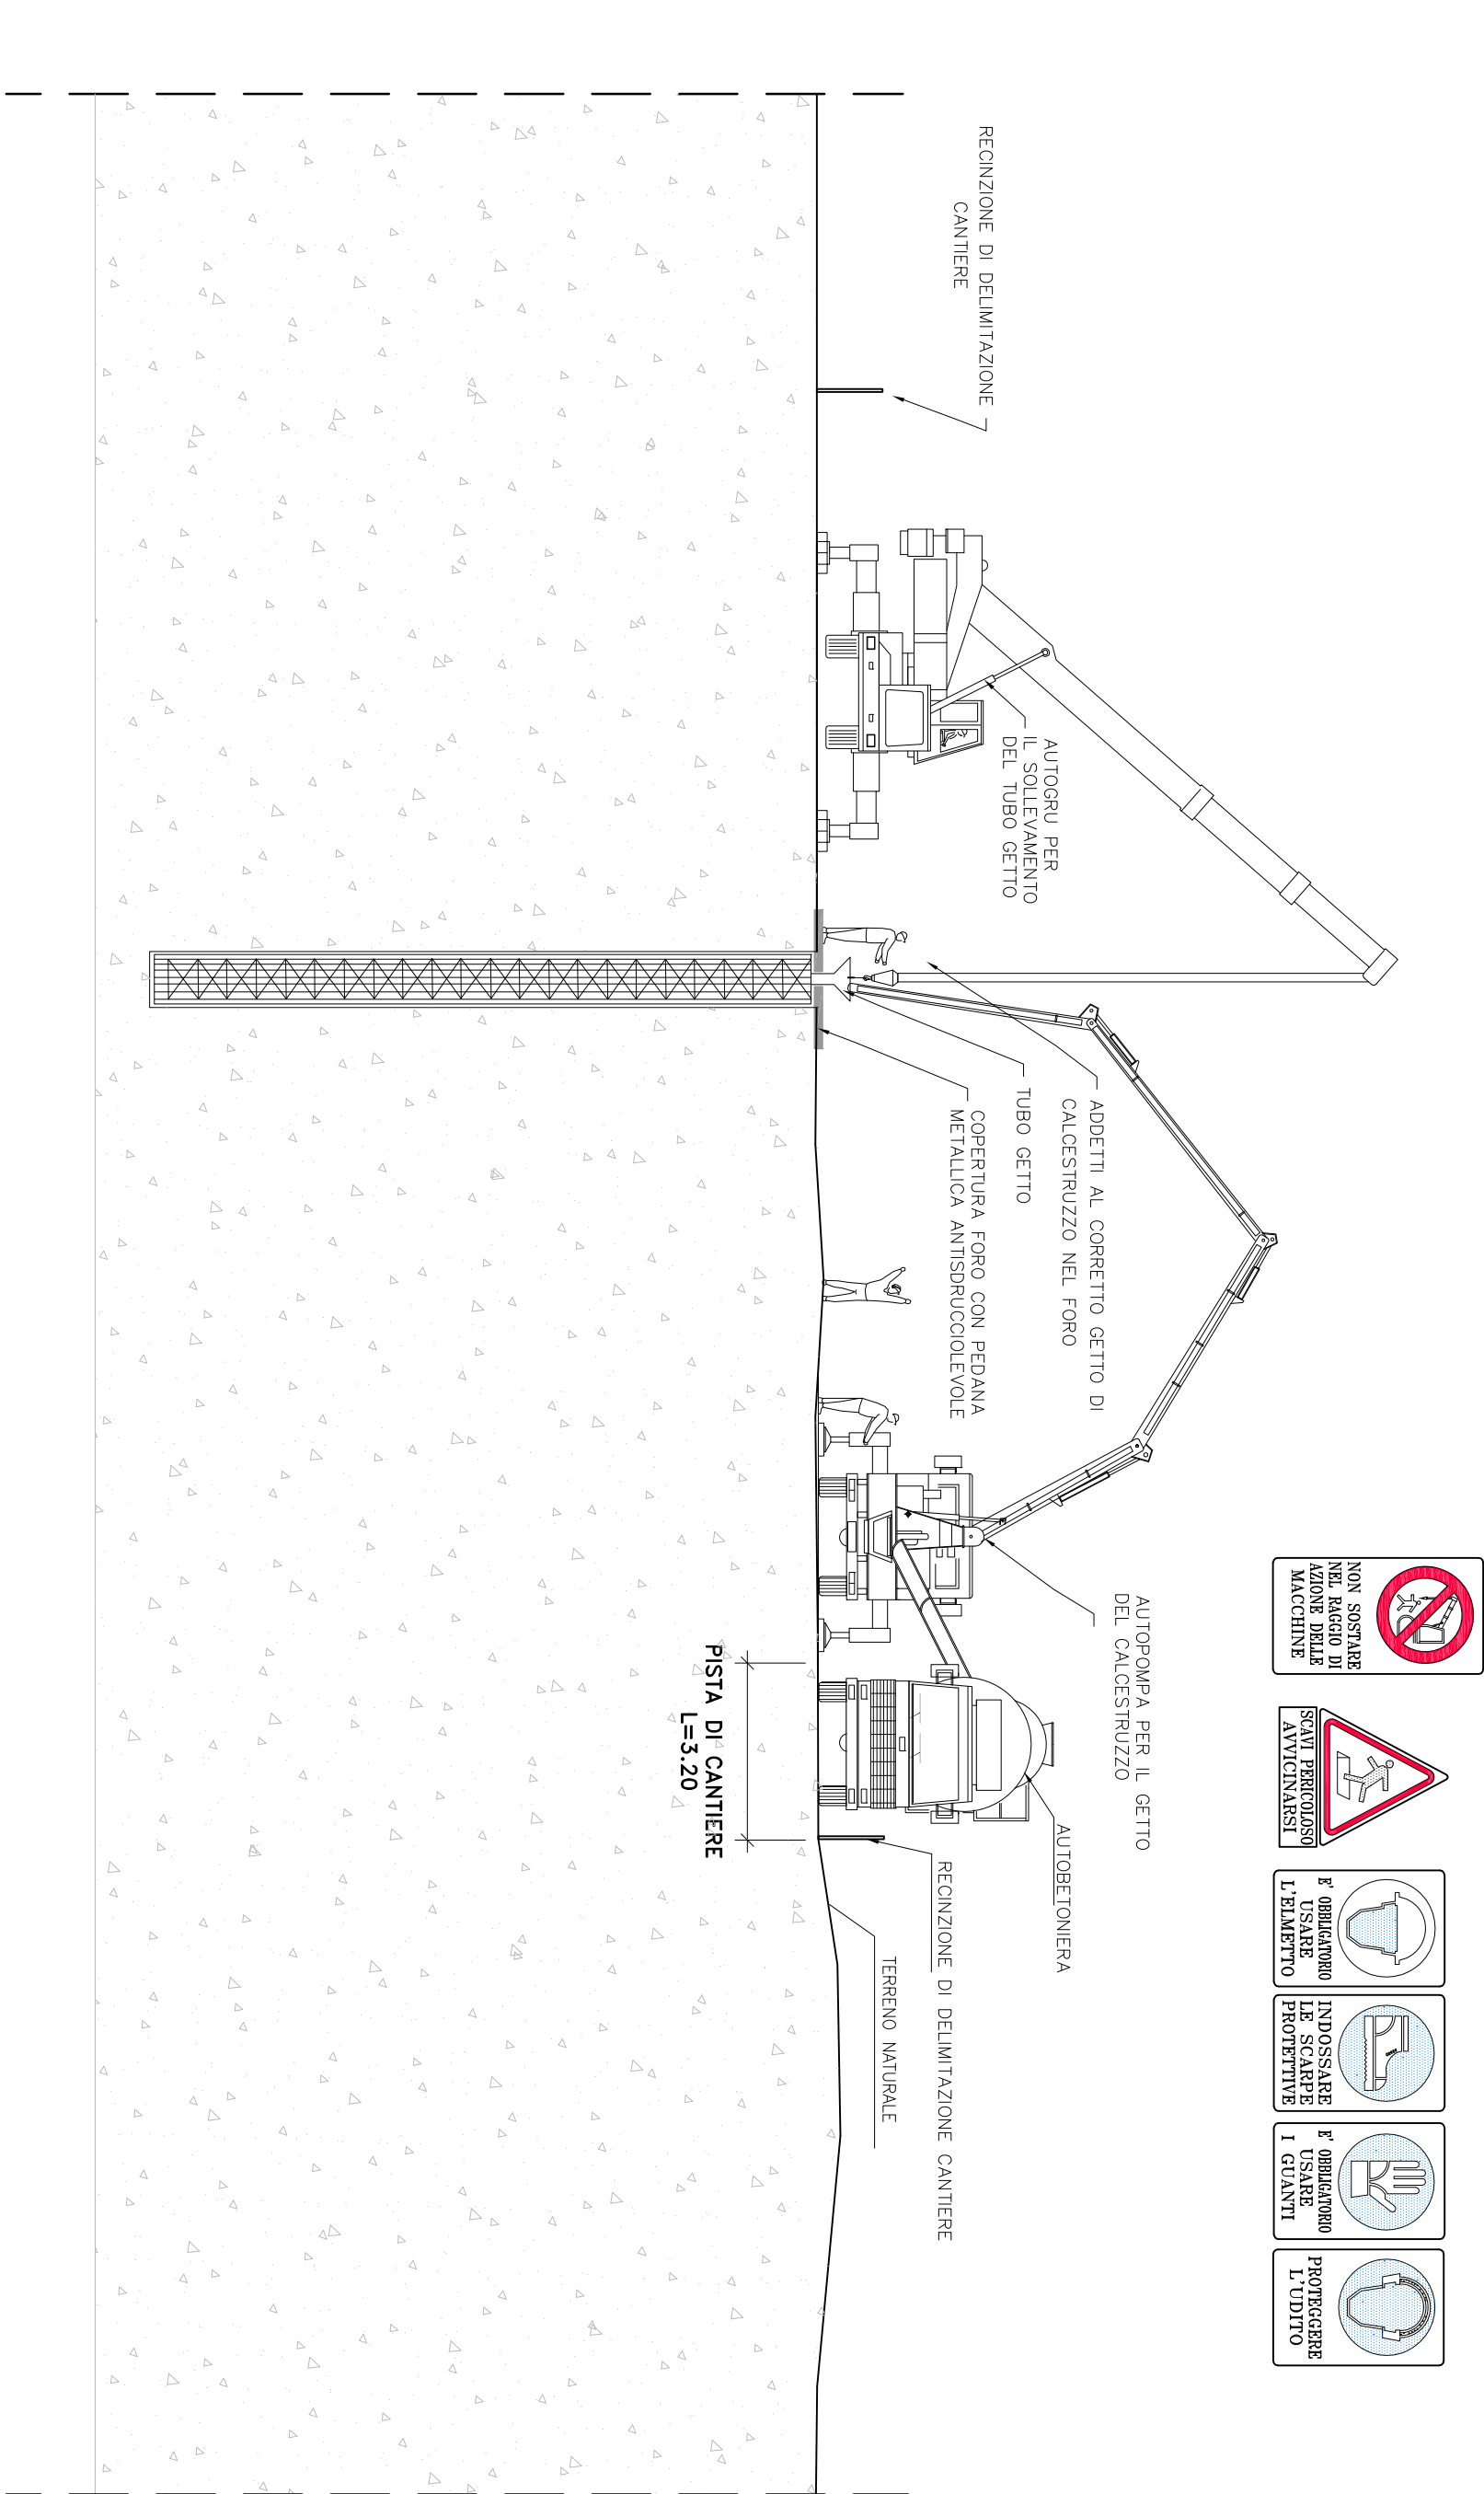 NON SOSTARE
NEL RAGGIO DI
AZIONE DELLE
MACCHINE
SCAVI PERICOLOSO
AVVICINARSI
E' OBBLIGATORIO
USARE
L'ELMETTO
INDOSSARE
LE SCARPE
PROTETTIVE
E' OBBLIGATORIO
USARE
I GUANTI
PROTEGGERE
L'UDITO
RECINZIONE DI DELIMITAZIONE
CANTIERE
AUTOGRU PER
IL SOLLEVAMENTO
DEL TUBO GETTO
ADDETTI AL CORRETTO GETTO DI
CALCESTRUZZO NEL FORO
TUBO GETTO
COPERTURA FORO CON PEDANA
METALLICA ANTISDRUCCIOLEVOLE
AUTOPOMPA PER IL GETTO
DEL CALCESTRUZZO
AUTOBETONIERA
RECINZIONE DI DELIMITAZIONE CANTIERE
TERRENO NATURALE
PISTA DI CANTIERE
L=3.20